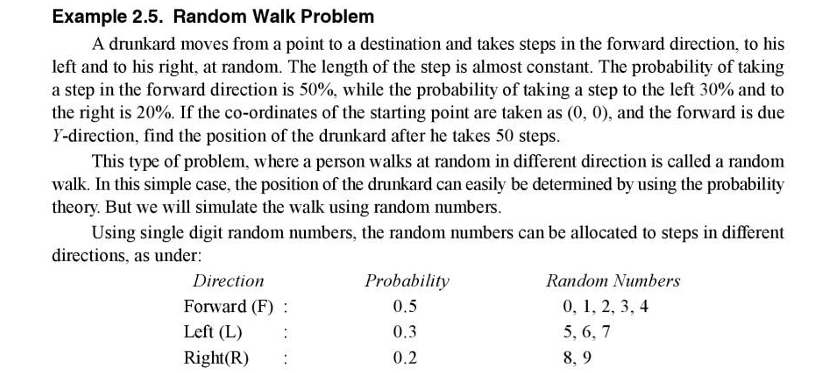 Example 2.5. Random Walk Problem
A drunkard moves from a point to a destination and takes steps in the forward direction, to his
left and to his right, at random. The length of the step is almost constant. The probability of taking
a step in the forward direction is 50%, while the probability of taking a step to the left 30% and to
the right is 20%. If the co-ordinates of the starting point are taken as (0, 0), and the forward is due
Y-direction, find the position of the drunkard after he takes 50 steps.
This type of problem, where a person walks at random in different direction is called a random
walk. In this simple case, the position of the drunkard can easily be determined by using the probability
theory. But we will simulate the walk using random numbers.
Using single digit random numbers, the random numbers can be allocated to steps in different
directions, as under:
Direction Probability Random Numbers
Forward (F) : 0.5 0, 1, 2, 3, 4
Left (L) : 0.3 5, 6, 7
Right(R) : 0.2 8, 9